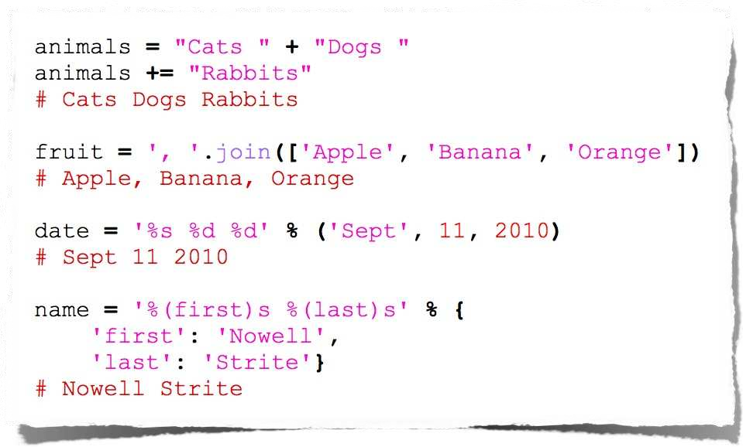 animals = "Cats " + "Dogs "
animals += "Rabbits"
# Cats Dogs Rabbits
fruit = ', '.join(['Apple', 'Banana', 'Orange'])
# Apple, Banana, Orange
date = '%s %d %d' % ('Sept', 11, 2010)
# Sept 11 2010
name = '%(first)s %(last)s' % {
    'first': 'Nowell',
    'last': 'Strite'}
# Nowell Strite